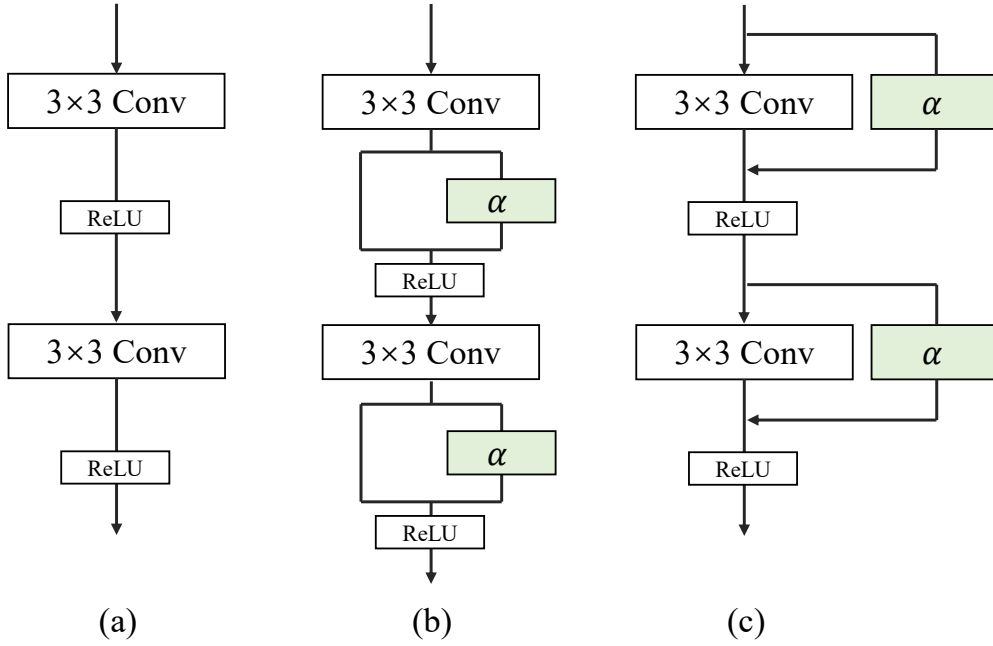 3×3 Conv
ReLU
3×3 Conv
ReLU
(a)
3×3 Conv
α
ReLU
3×3 Conv
α
ReLU
(b)
3×3 Conv
α
ReLU
3×3 Conv
α
ReLU
(c)